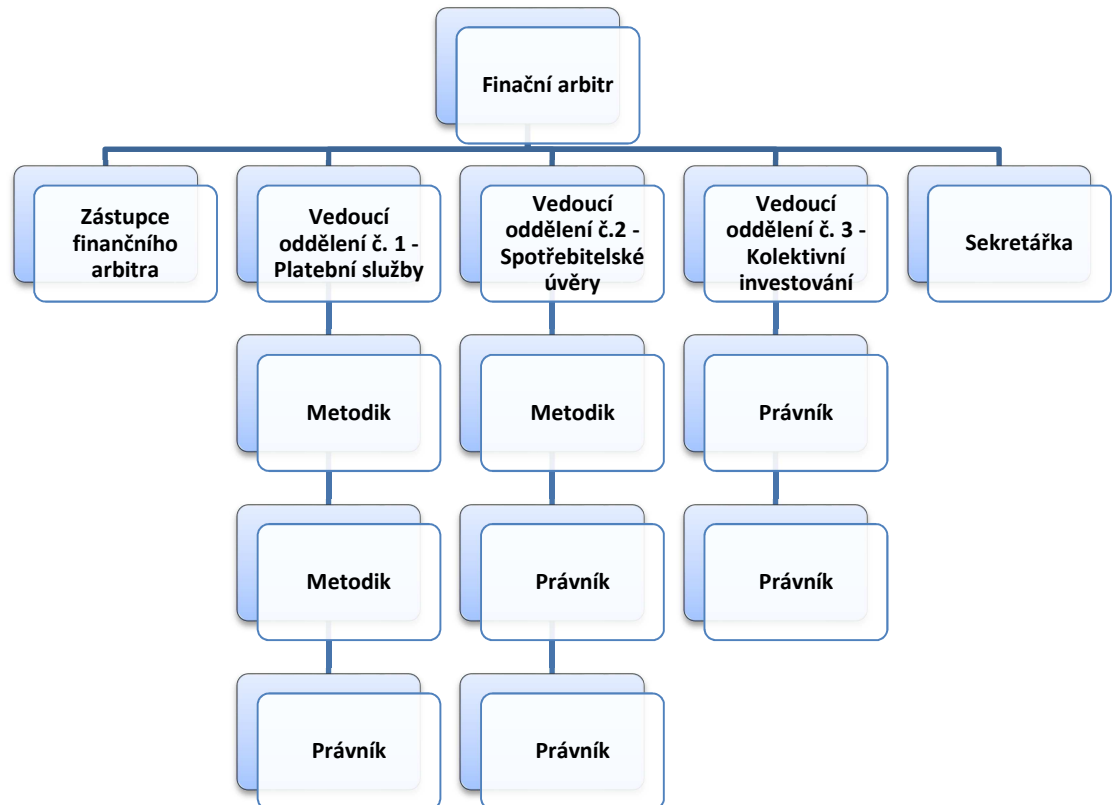 Finační arbitr
Zástupce
finančního
arbitra
Vedoucí
oddělení č. 1 -
Platební služby
Vedoucí
oddělení č.2 -
Spotřebitelské
úvěry
Vedoucí
oddělení č. 3 -
Kolektivní
investování
Sekretářka
Metodik
Metodik
Právník
Metodik
Právník
Právník
Právník
Právník